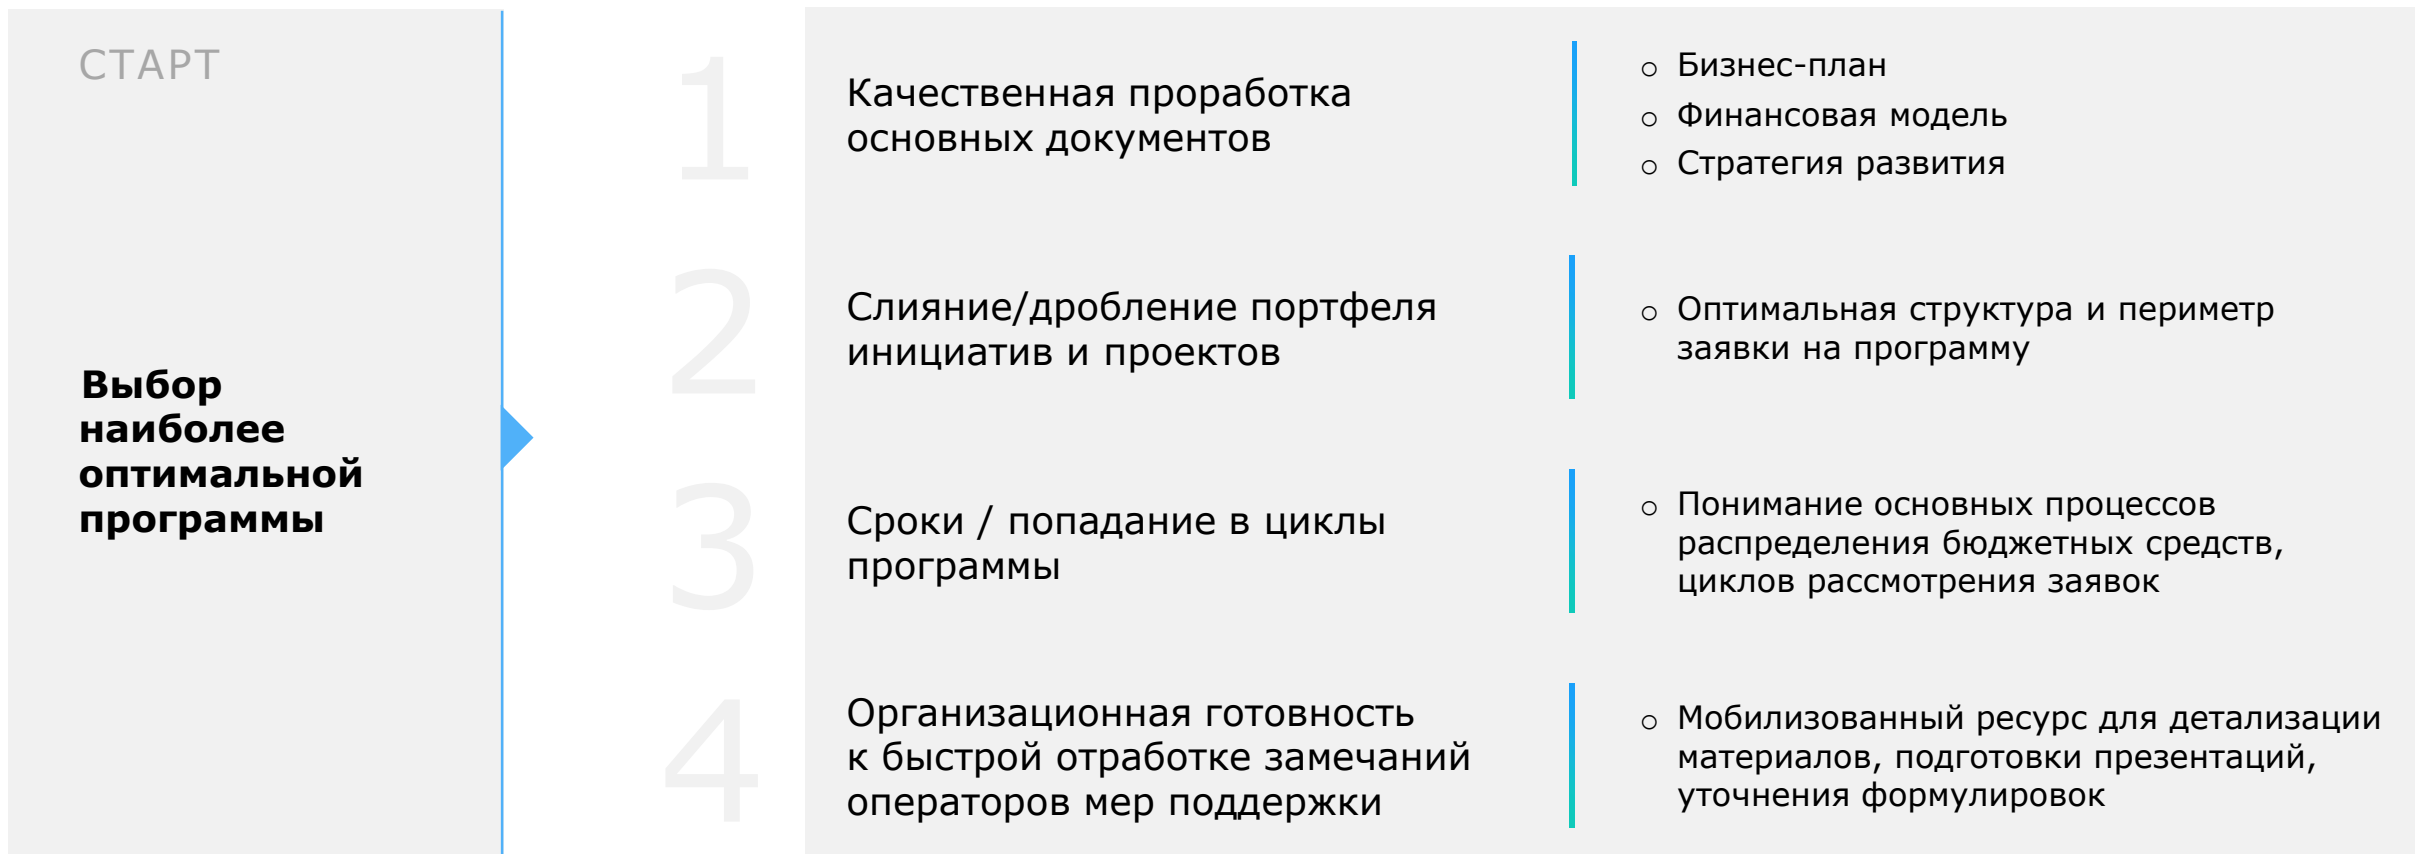 СТАРТ
Выбор
наиболее
оптимальной
программы
1
Качественная проработка
основных документов
○ Бизнес-план
○ Финансовая модель
○ Стратегия развития
2
Слияние/дробление портфеля
инициатив и проектов
○ Оптимальная структура и периметр
заявки на программу
3
Сроки / попадание в циклы
программы
○ Понимание основных процессов
распределения бюджетных средств,
циклов рассмотрения заявок
4
Организационная готовность
к быстрой отработке замечаний
операторов мер поддержки
○ Мобилизованный ресурс для детализации
материалов, подготовки презентаций,
уточнения формулировок